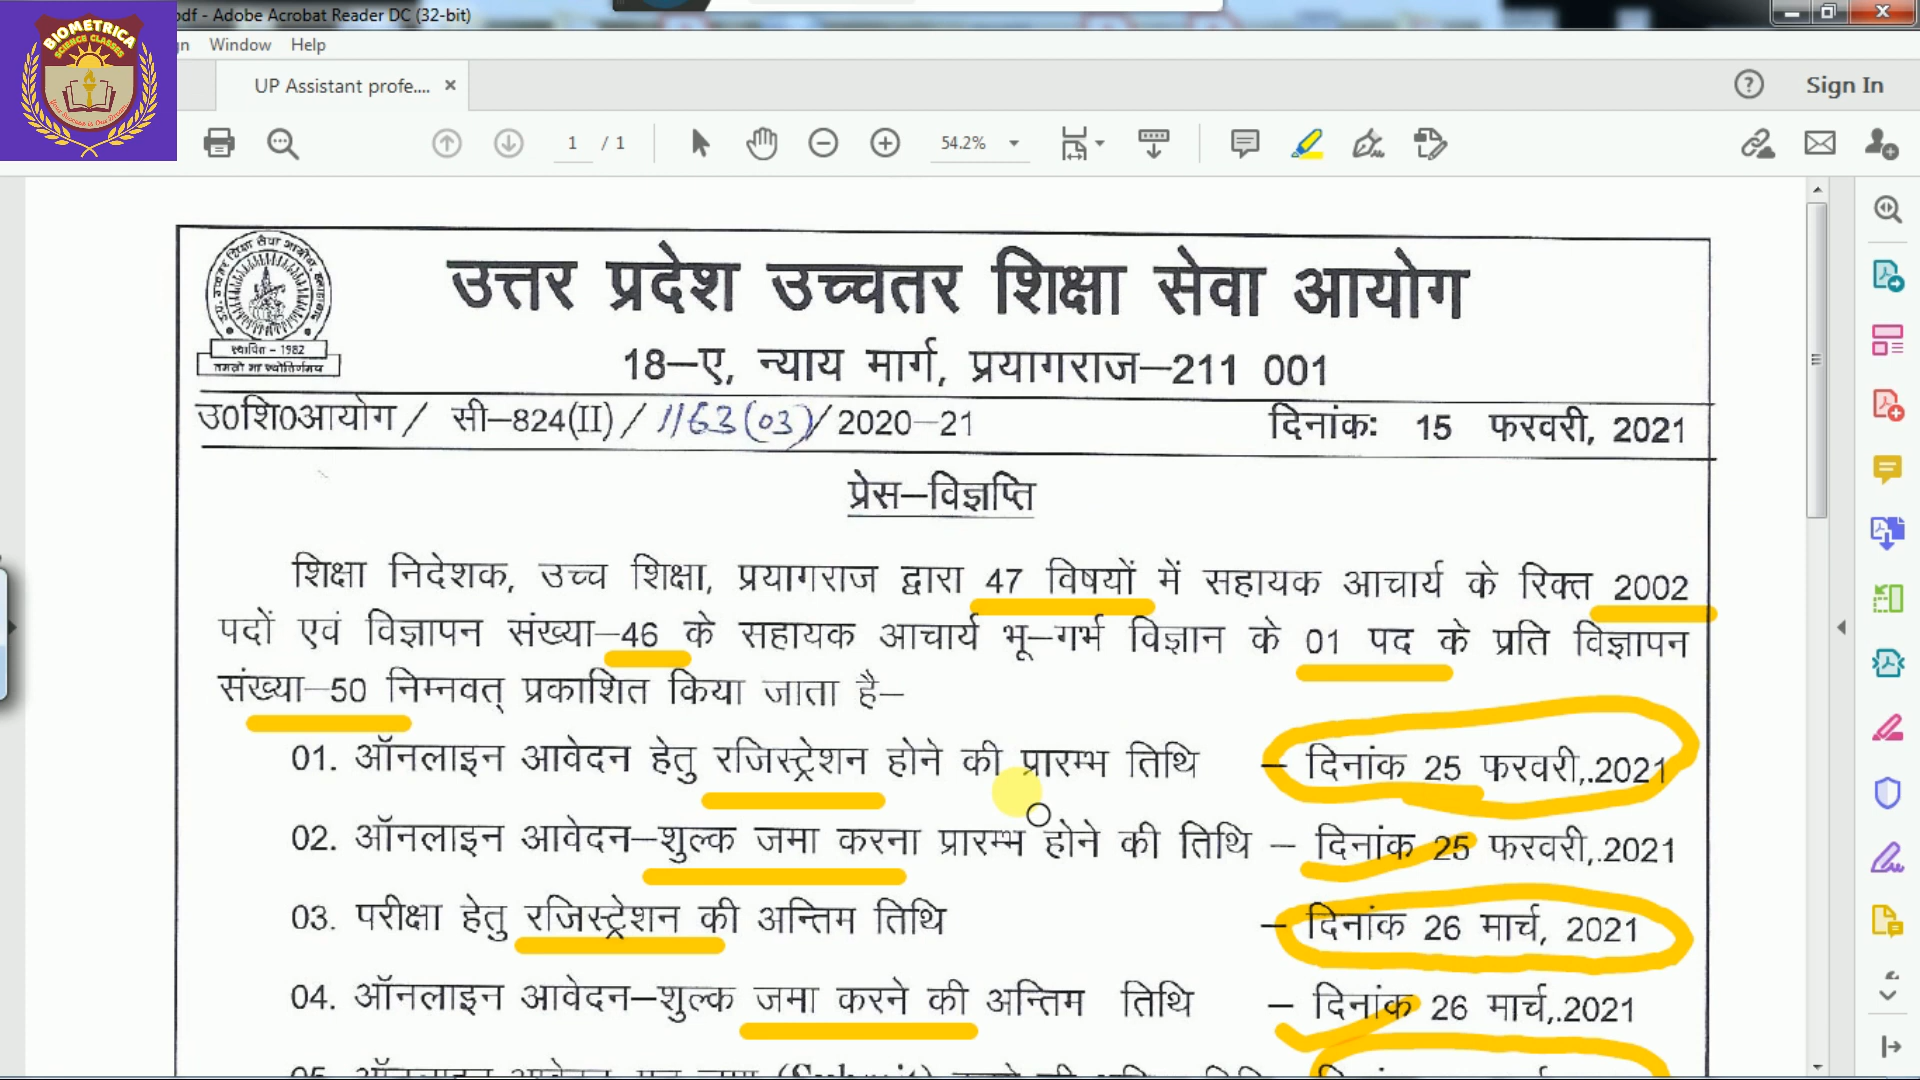 pdf - Adobe Acrobat Reader DC (32-bit)
Window Help
BIOMETRICA
SCIENCE CLASSES
UP Assistant profe....
Sign In
1 / 1
54.2%
उत्तर प्रदेश उच्चतर शिक्षा सेवा आयोग
स्थापित - 1982
तमसो मा ज्योतिर्गमय
18–ए, न्याय मार्ग, प्रयागराज–211 001
उ0शि0आयोग / सी–824(II) / 1163(03)/2020–21 दिनांक: 15 फरवरी, 2021
प्रेस–विज्ञप्ति
शिक्षा निदेशक, उच्च शिक्षा, प्रयागराज द्वारा 47 विषयों में सहायक आचार्य के रिक्त 2002
पदों एवं विज्ञापन संख्या–46 के सहायक आचार्य भू–गर्भ विज्ञान के 01 पद के प्रति विज्ञापन
संख्या–50 निम्नवत् प्रकाशित किया जाता है–
01. ऑनलाइन आवेदन हेतु रजिस्ट्रेशन होने की प्रारम्भ तिथि – दिनांक 25 फरवरी,.2021
02. ऑनलाइन आवेदन–शुल्क जमा करना प्रारम्भ होने की तिथि – दिनांक 25 फरवरी,.2021
03. परीक्षा हेतु रजिस्ट्रेशन की अन्तिम तिथि – दिनांक 26 मार्च, 2021
04. ऑनलाइन आवेदन–शुल्क जमा करने की अन्तिम तिथि – दिनांक 26 मार्च,.2021